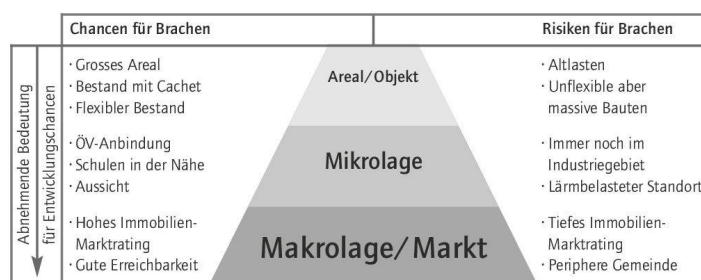 Chancen für Brachen
Risiken für Brachen
Abnehmende Bedeutung
für Entwicklungschancen
· Grosses Areal
· Bestand mit Cachet
· Flexibler Bestand
Areal/Objekt
· Altlasten
· Unflexible aber
massive Bauten
· ÖV-Anbindung
· Schulen in der Nähe
· Aussicht
Mikrolage
· Immer noch im
Industriegebiet
· Lärmbelasteter Standort
· Hohes Immobilien-
Marktrating
· Gute Erreichbarkeit
Makrolage/Markt
· Tiefes Immobilien-
Marktrating
· Periphere Gemeinde